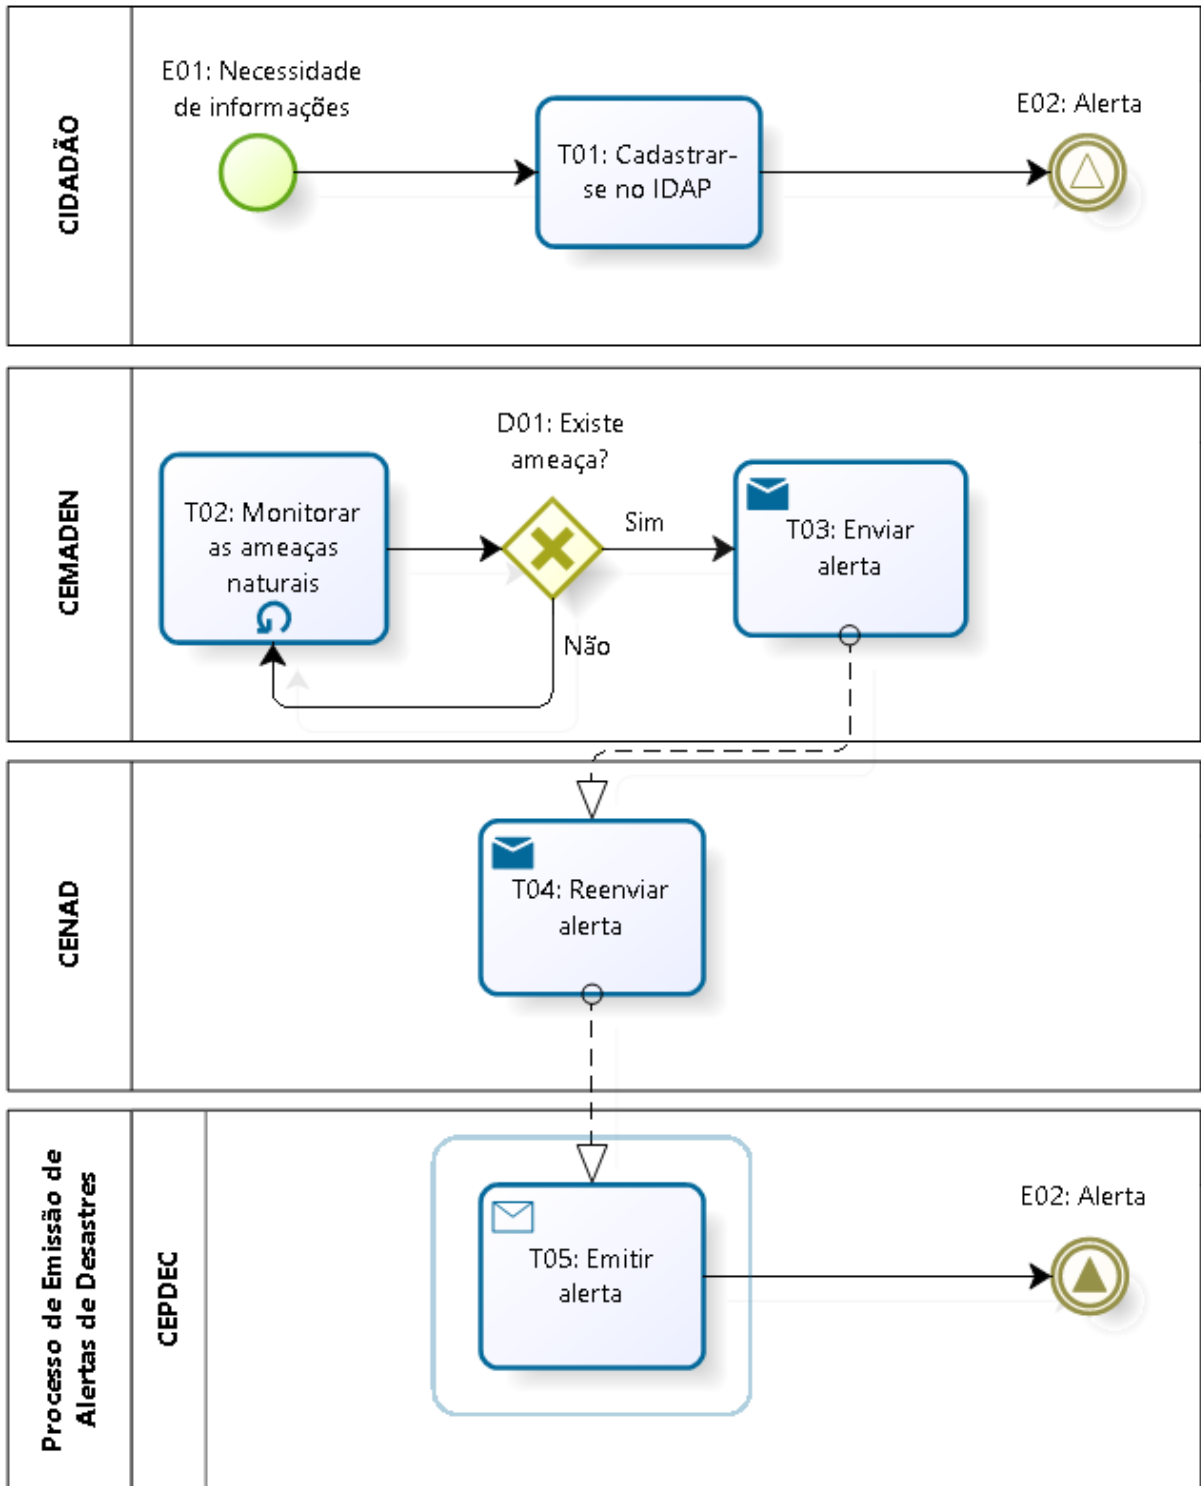 CIDADÃO
E01: Necessidade
de informações
T01: Cadastrar-
se no IDAP
E02: Alerta
CEMADEN
T02: Monitorar
as ameaças
naturais
D01: Existe
ameaça?
Sim
Não
T03: Enviar
alerta
CENAD
T04: Reenviar
alerta
Processo de Emissão de
Alertas de Desastres
CEPDEC
T05: Emitir
alerta
E02: Alerta